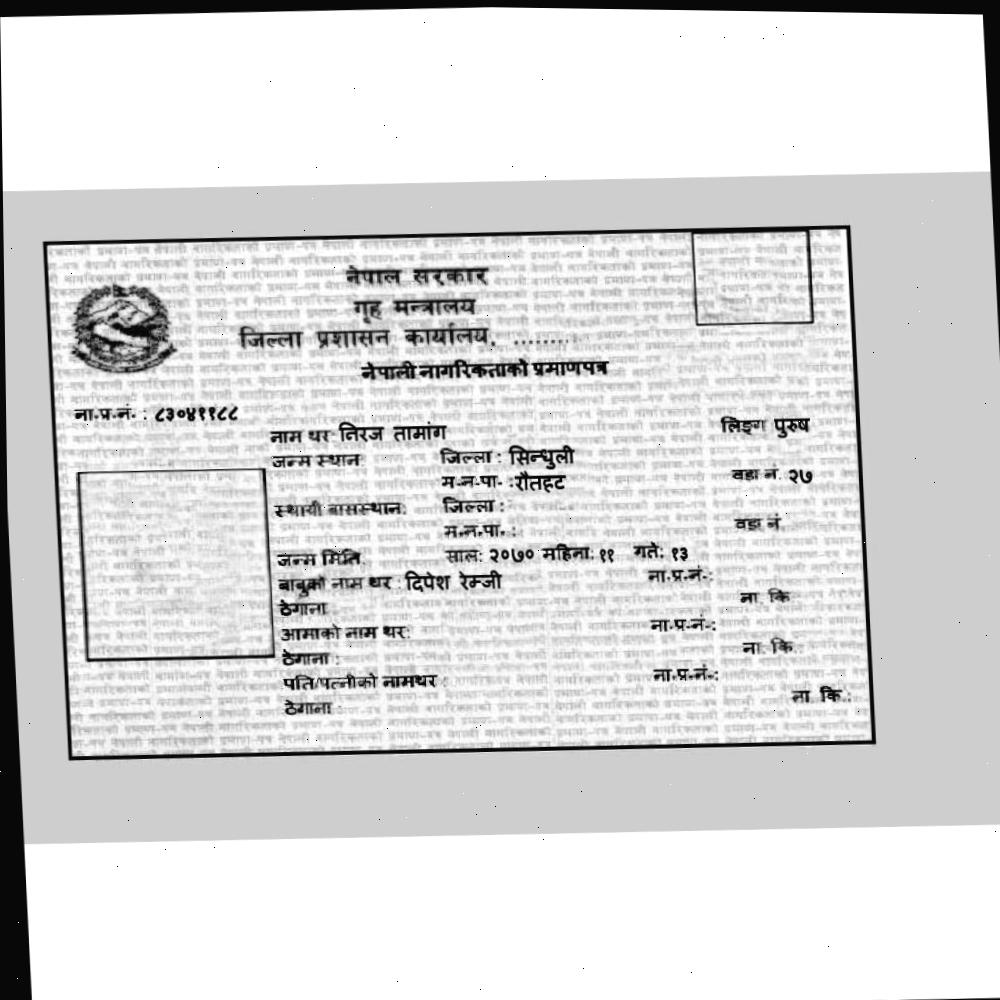 नेपाल सरकार
गृह मन्त्रालय
जिल्ला प्रशासन कार्यालय, ........
नेपाली नागरिकताको प्रमाणपत्र
ना.प्र.नं. : ८३०४११८८
नाम थर: तिरज तामांग लिङ्ग पुरुष
जन्म स्थान: जिल्ला : सिन्धुली
म.न.पा. :रौतहट वडा नं. २७
स्थायी बासस्थान: जिल्ला :
म.न.पा. : वडा नं.
जन्म मिति: साल: २०७० महिना: ११ गते: १३
बाबुको नाम थर : दिपेश रेम्जी ना.प्र.नं.:
ठेगाना: ना. कि.
आमाको नाम थर: ना.प्र.नं.:
ठेगाना : ना. कि.:
पति/पत्नीको नामथर : ना.प्र.नं.:
ठेगाना : ना. कि.: